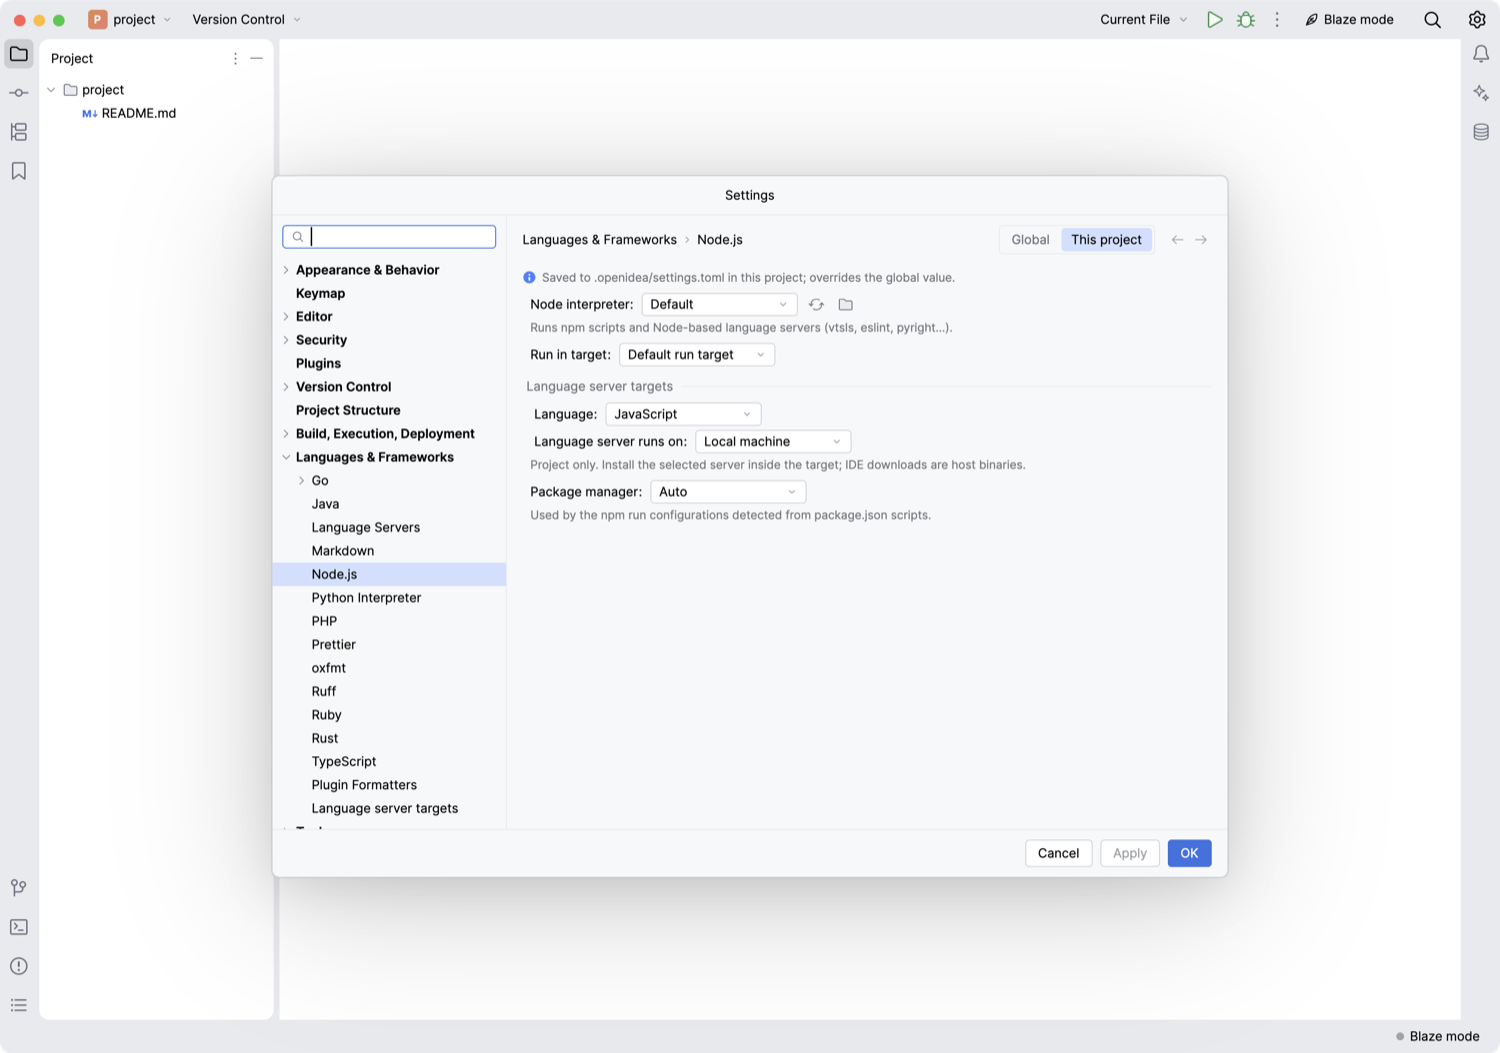 P project Version Control Current File Blaze mode
Project
project
M↓ README.md
Settings
Languages & Frameworks › Node.js Global This project
Appearance & Behavior
Keymap
Editor
Security
Plugins
Version Control
Project Structure
Build, Execution, Deployment
Languages & Frameworks
Go
Java
Language Servers
Markdown
Node.js
Python Interpreter
PHP
Prettier
oxfmt
Ruff
Ruby
Rust
TypeScript
Plugin Formatters
Language server targets
Saved to .openidea/settings.toml in this project; overrides the global value.
Node interpreter: Default
Runs npm scripts and Node-based language servers (vtsls, eslint, pyright...).
Run in target: Default run target
Language server targets
Language: JavaScript
Language server runs on: Local machine
Project only. Install the selected server inside the target; IDE downloads are host binaries.
Package manager: Auto
Used by the npm run configurations detected from package.json scripts.
Cancel Apply OK
Blaze mode